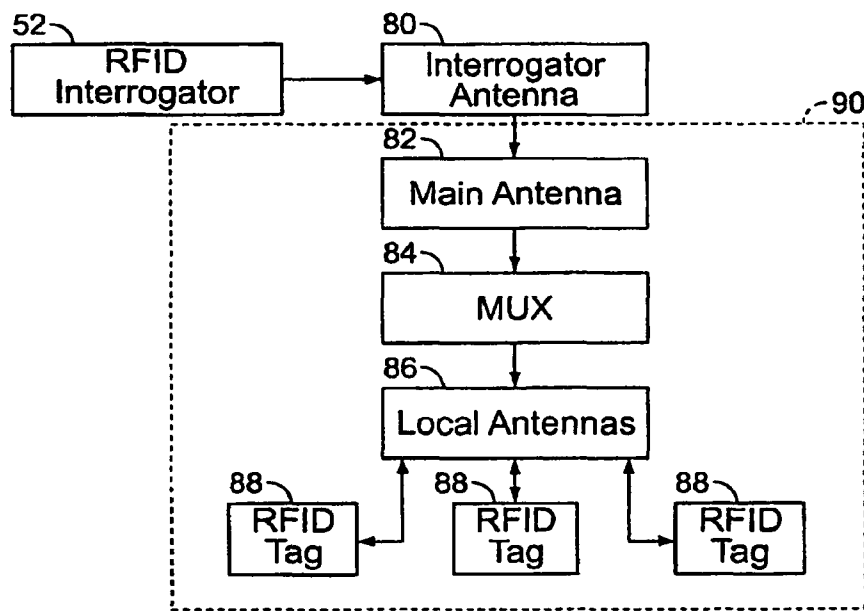 52
RFID
Interrogator
80
Interrogator
Antenna
90
82
Main Antenna
84
MUX
86
Local Antennas
88
RFID
Tag
88
RFID
Tag
88
RFID
Tag